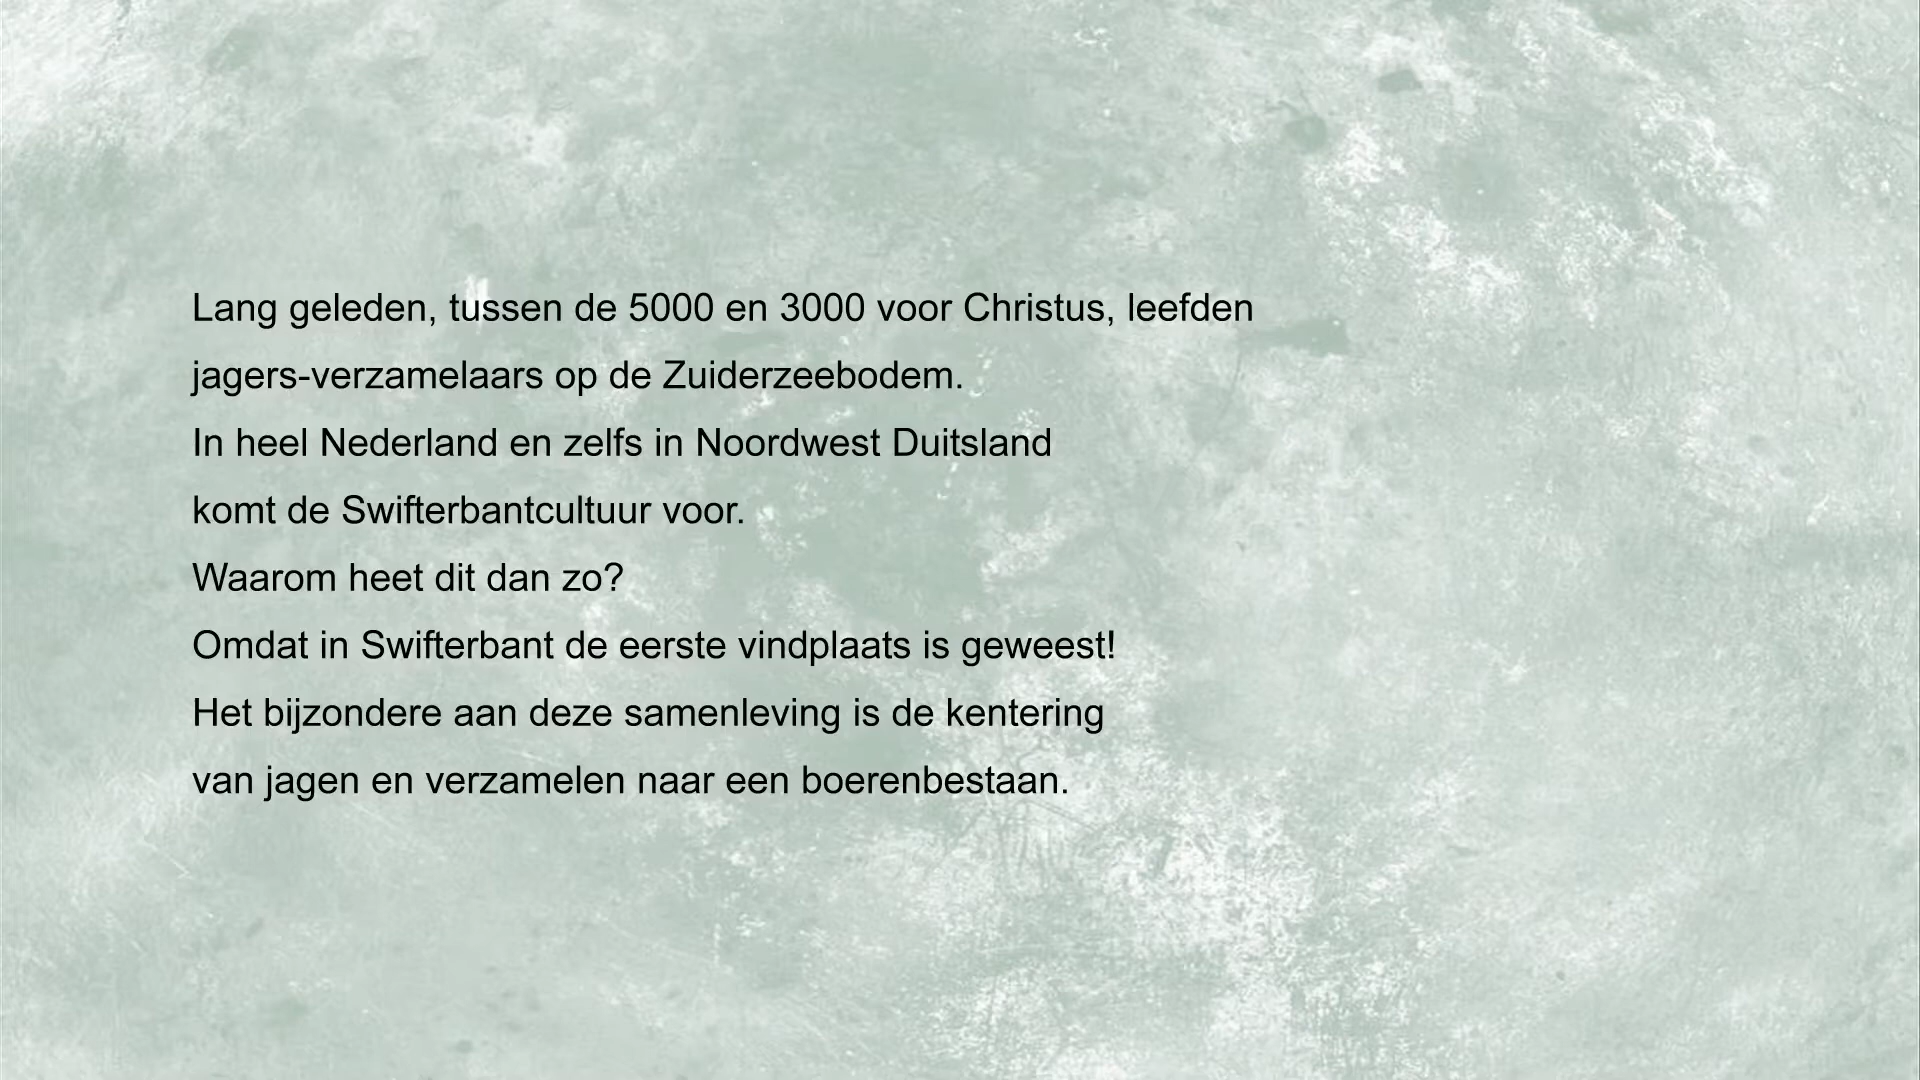 Lang geleden, tussen de 5000 en 3000 voor Christus, leefden
jagers-verzamelaars op de Zuiderzeebodem.
In heel Nederland en zelfs in Noordwest Duitsland
komt de Swifterbantcultuur voor.
Waarom heet dit dan zo?
Omdat in Swifterbant de eerste vindplaats is geweest!
Het bijzondere aan deze samenleving is de kentering
van jagen en verzamelen naar een boerenbestaan.